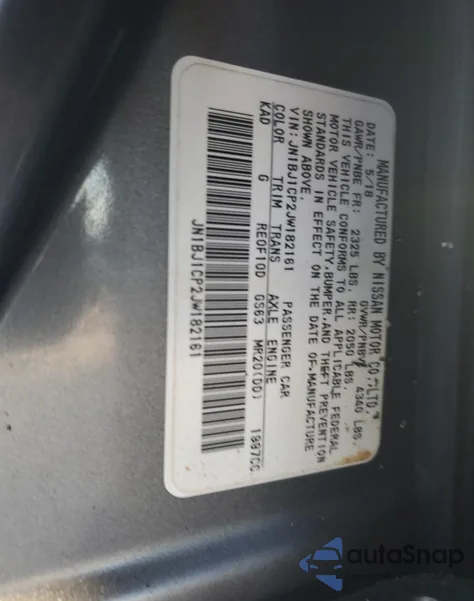 MANUFACTURED BY NISSAN MOTOR CO.,LTD.
DATE: 5/18 GVWR/PNBV: 4340 LBS.
GAWR/PNBE FR: 2325 LBS. RR: 2050 LBS.
THIS VEHICLE CONFORMS TO ALL APPLICABLE FEDERAL
MOTOR VEHICLE SAFETY,BUMPER,AND THEFT PREVENTION
STANDARDS IN EFFECT ON THE DATE OF MANUFACTURE
SHOWN ABOVE.
VIN:JN1BJ1CP2JW182161 PASSENGER CAR
COLOR TRIM TRANS AXLE ENGINE
KAD G RE0F10D GS63 MR20(DD) 1997CC
JN1BJ1CP2JW182161
autoSnap